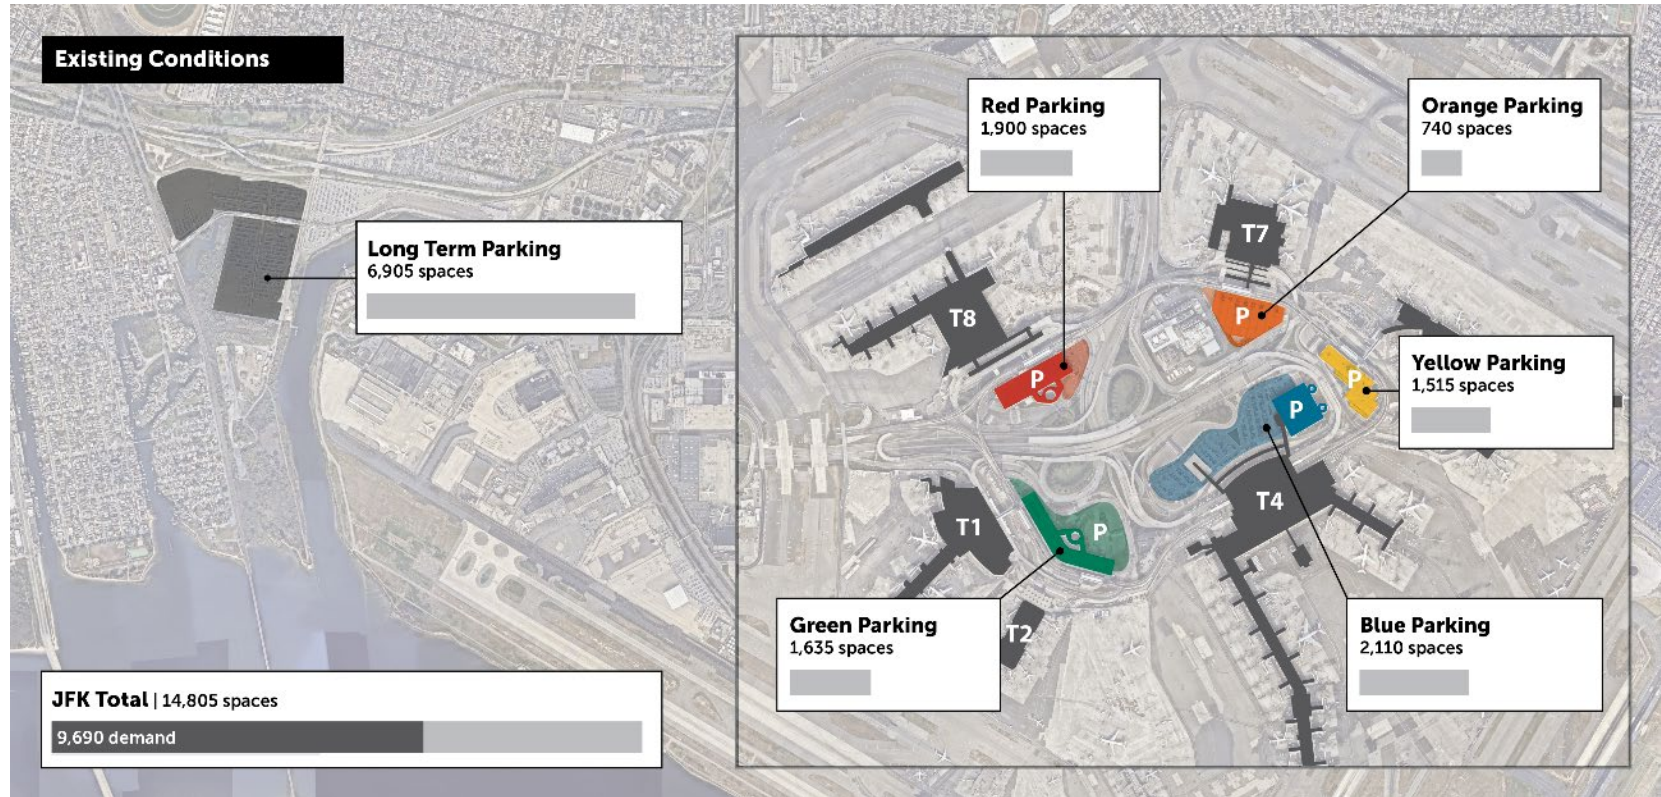 Existing Conditions
Long Term Parking
6,905 spaces
JFK Total | 14,805 spaces
9,690 demand
Red Parking
1,900 spaces
Orange Parking
740 spaces
T7
T8
P
P
Yellow Parking
1,515 spaces
P
P
T4
T1
P
T2
Green Parking
1,635 spaces
Blue Parking
2,110 spaces